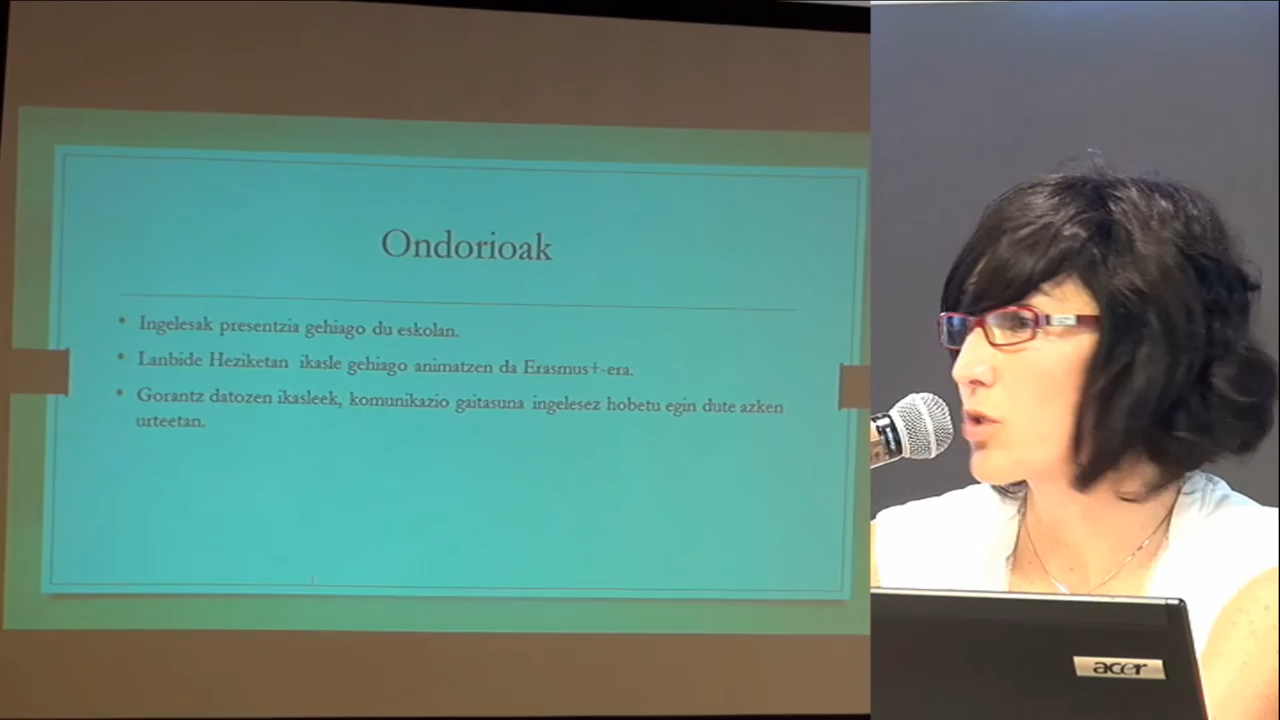 Ondorioak
• Ingelesak presentzia gehiago du eskolan.
• Lanbide Heziketan ikasle gehiago animatzen da Erasmus+-era.
• Gorantz datozen ikasleek, komunikazio gaitasuna ingelesez hobetu egin dute azken
urteetan.
acer